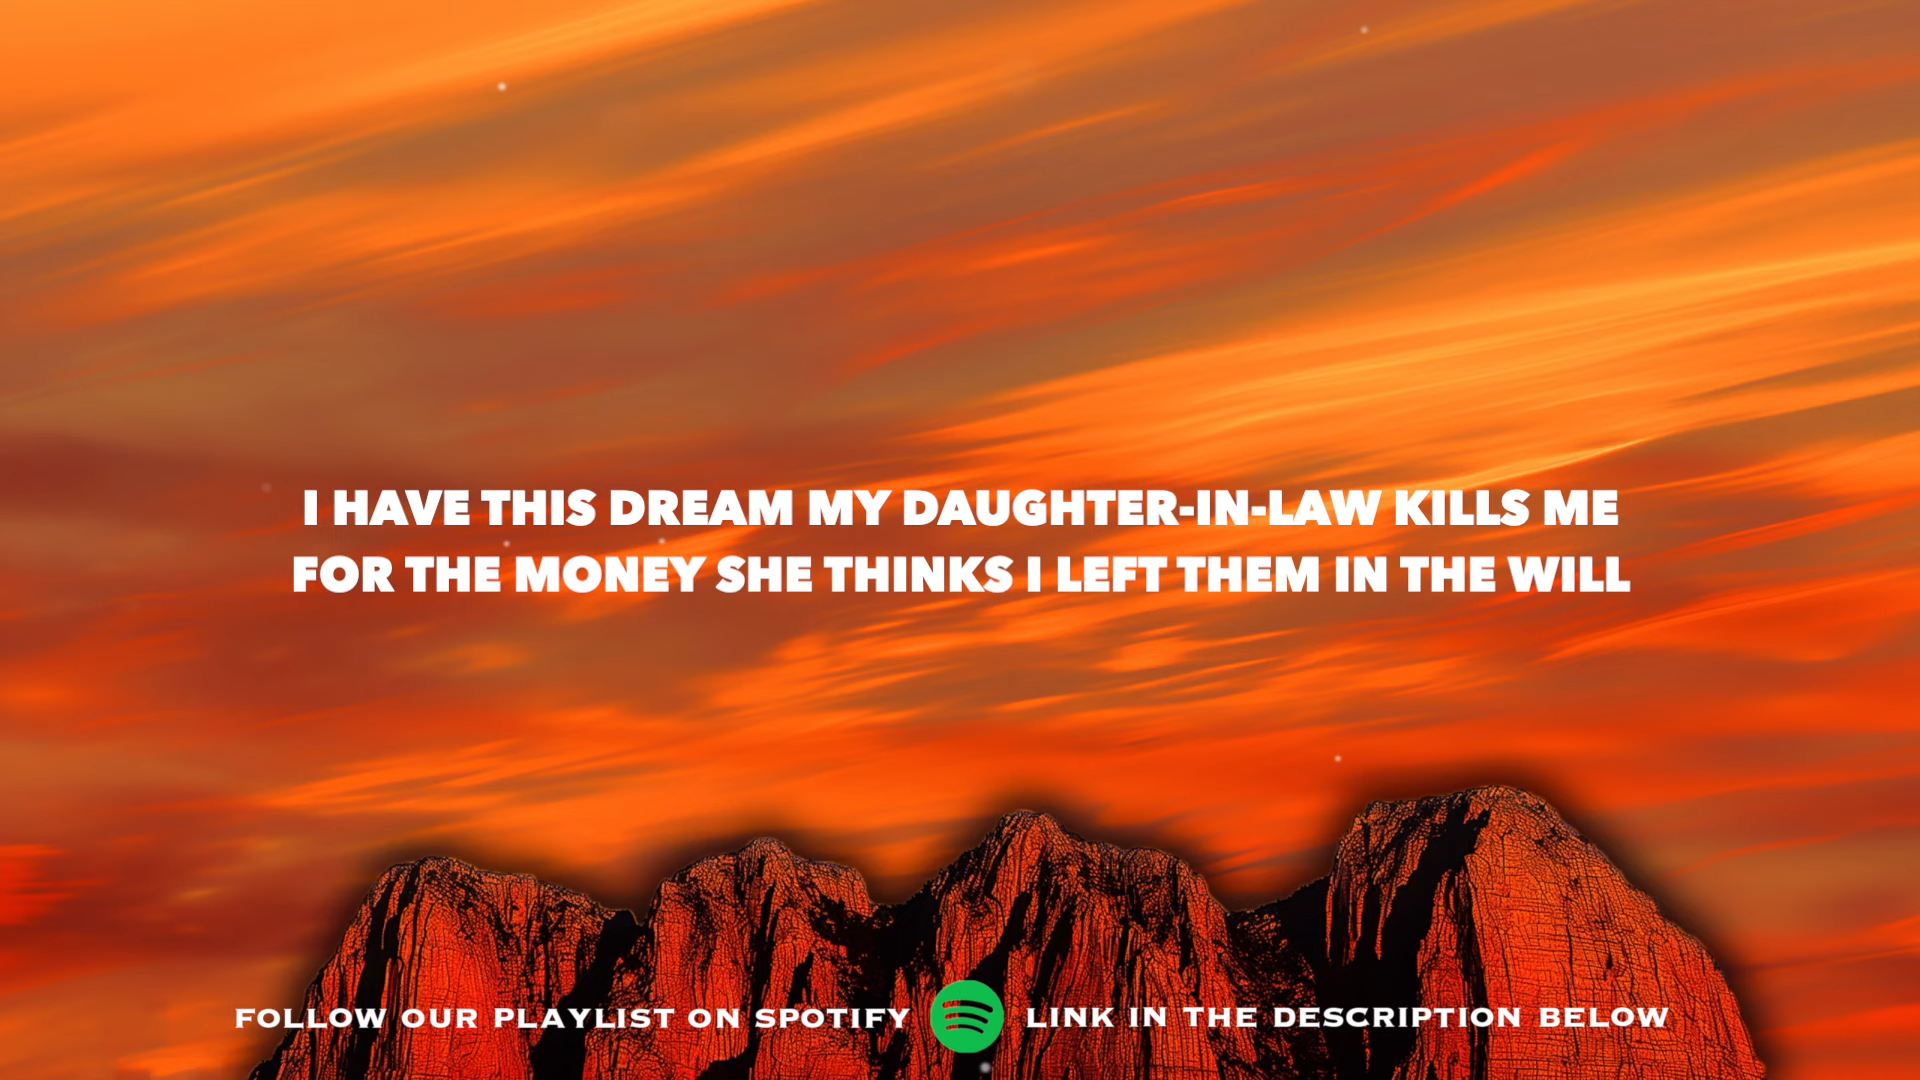 I HAVE THIS DREAM MY DAUGHTER-IN-LAW KILLS ME
FOR THE MONEY SHE THINKS I LEFT THEM IN THE WILL
FOLLOW OUR PLAYLIST ON SPOTIFY LINK IN THE DESCRIPTION BELOW